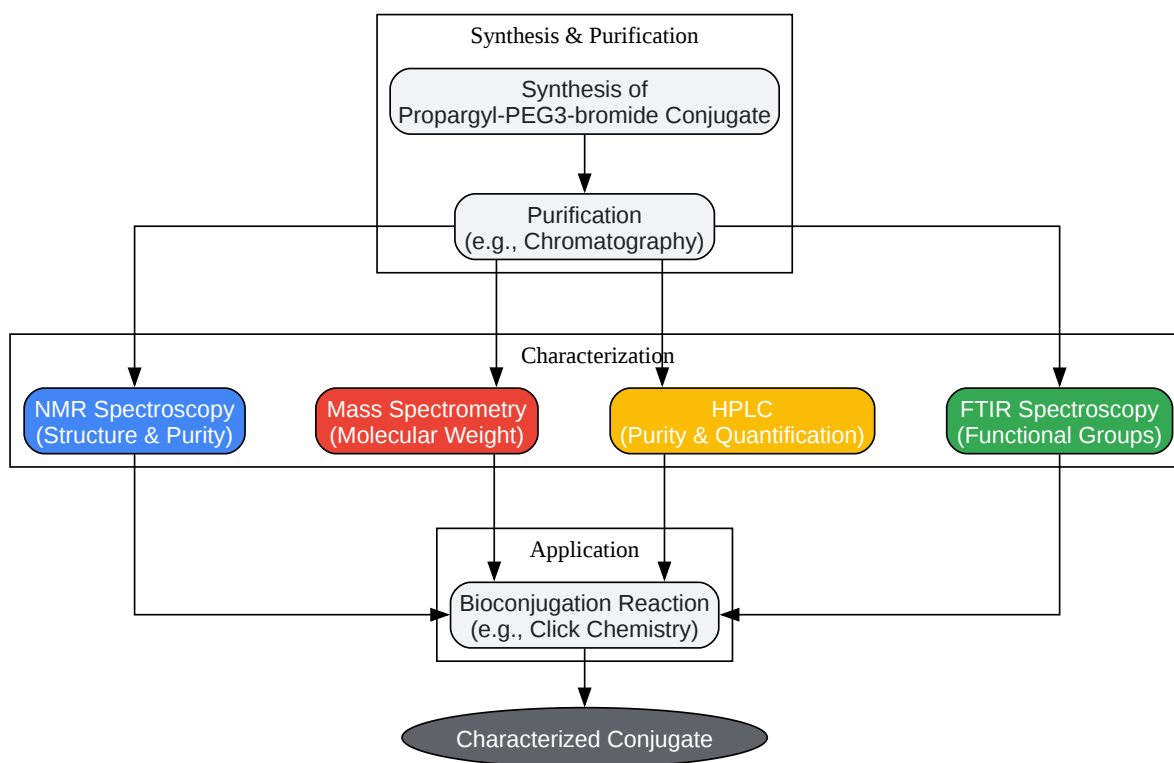 Synthesis & Purification
Synthesis of
Propargyl-PEG3-bromide Conjugate
Purification
(e.g., Chromatography)
Characterization
NMR Spectroscopy
(Structure & Purity)
Mass Spectrometry
(Molecular Weight)
HPLC
(Purity & Quantification)
FTIR Spectroscopy
(Functional Groups)
Application
Bioconjugation Reaction
(e.g., Click Chemistry)
Characterized Conjugate